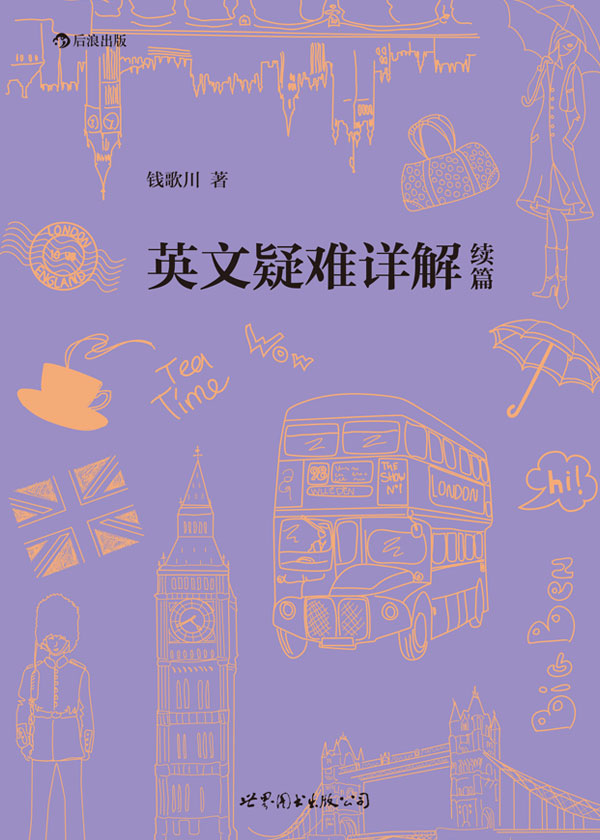 后浪出版
钱歌川 著
英文疑难详解 续篇
LONDON
ENGLAND
Tea
Time
Wow
THE
SHOW
Nº1
LONDON
hi!
Big Ben
世界图书出版公司